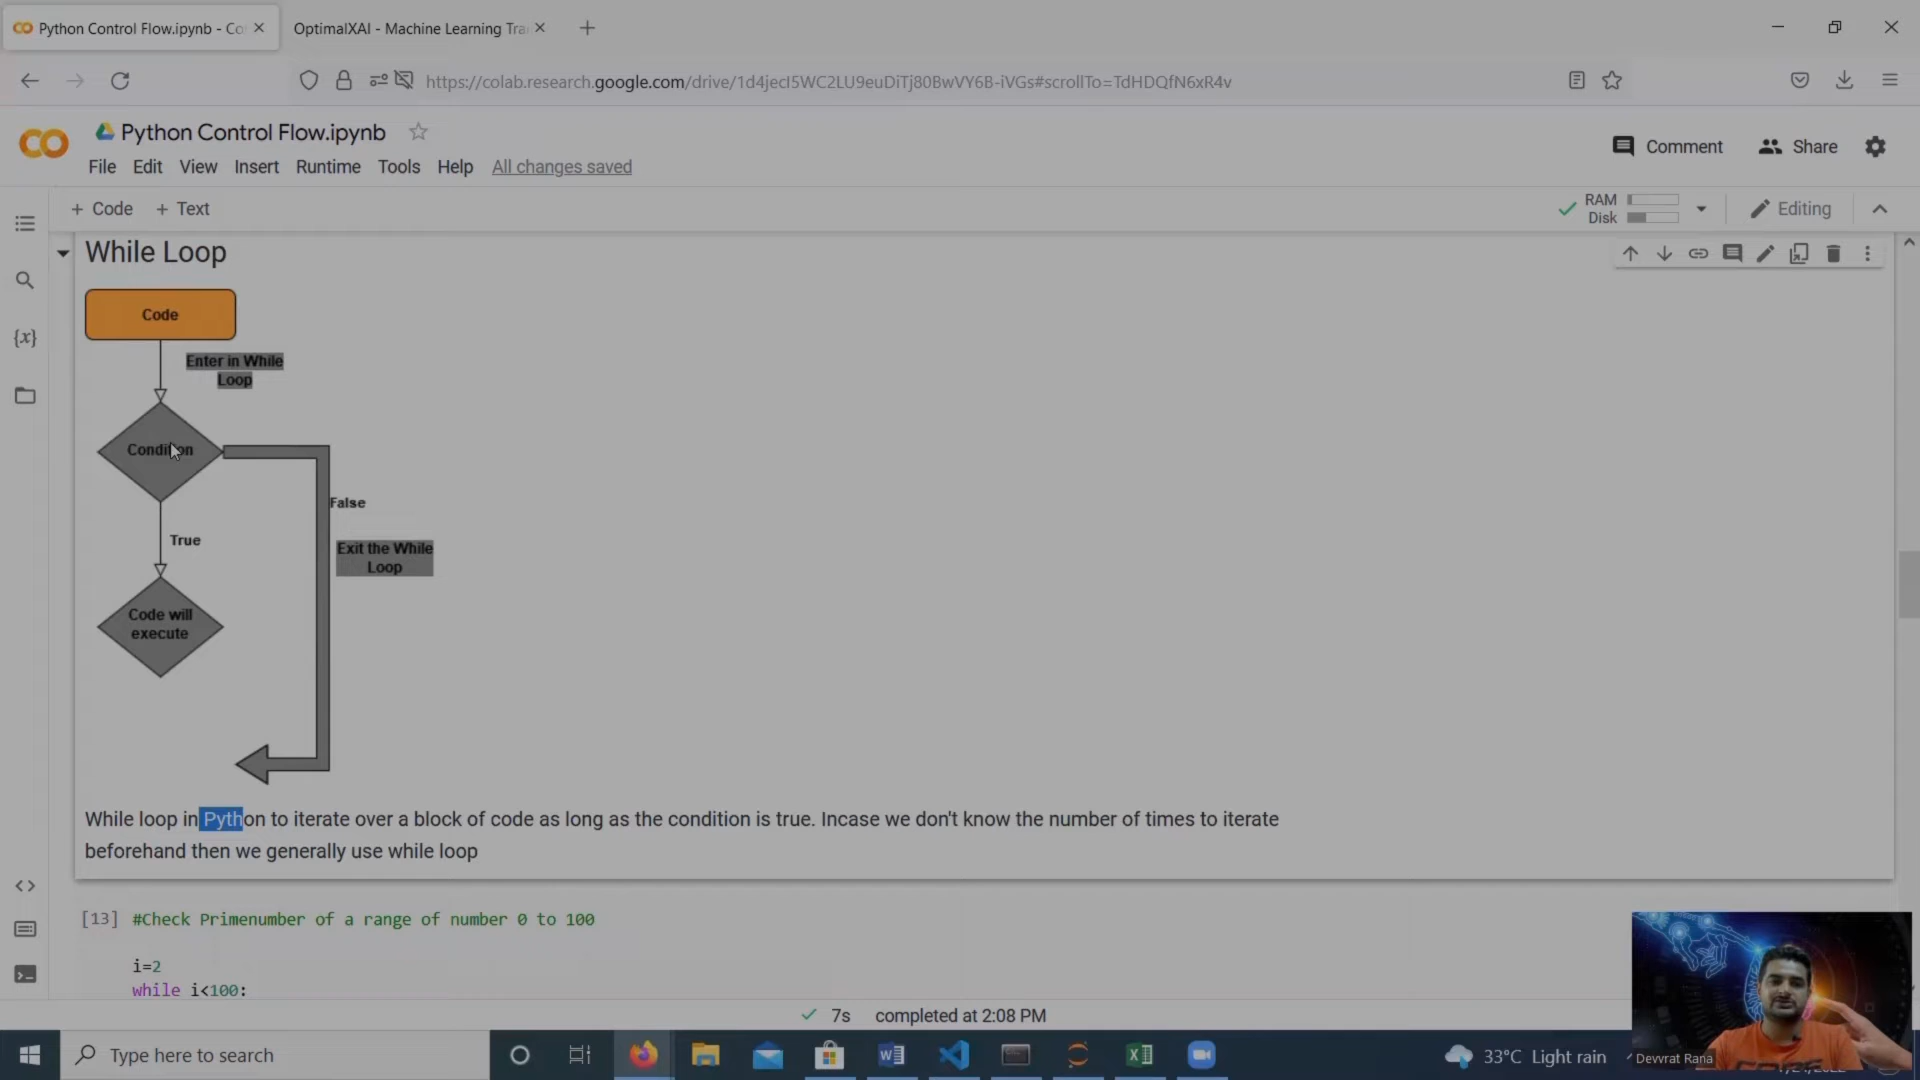 Python Control Flow.ipynb - Co
OptimalXAI - Machine Learning Tra
https://colab.research.google.com/drive/1d4jecI5WC2LU9euDiTj80BwVY6B-iVGs#scrollTo=TdHDQfN6xR4v
Python Control Flow.ipynb
Comment
Share
File Edit View Insert Runtime Tools Help All changes saved
+ Code + Text
RAM
Disk
Editing
While Loop
Code
Enter in While
Loop
Condition
False
True
Exit the While
Loop
Code will
execute
While loop in Python to iterate over a block of code as long as the condition is true. Incase we don't know the number of times to iterate
beforehand then we generally use while loop
[13] #Check Primenumber of a range of number 0 to 100
i=2
while i<100:
7s completed at 2:08 PM
Type here to search
33°C Light rain
Devvrat Rana